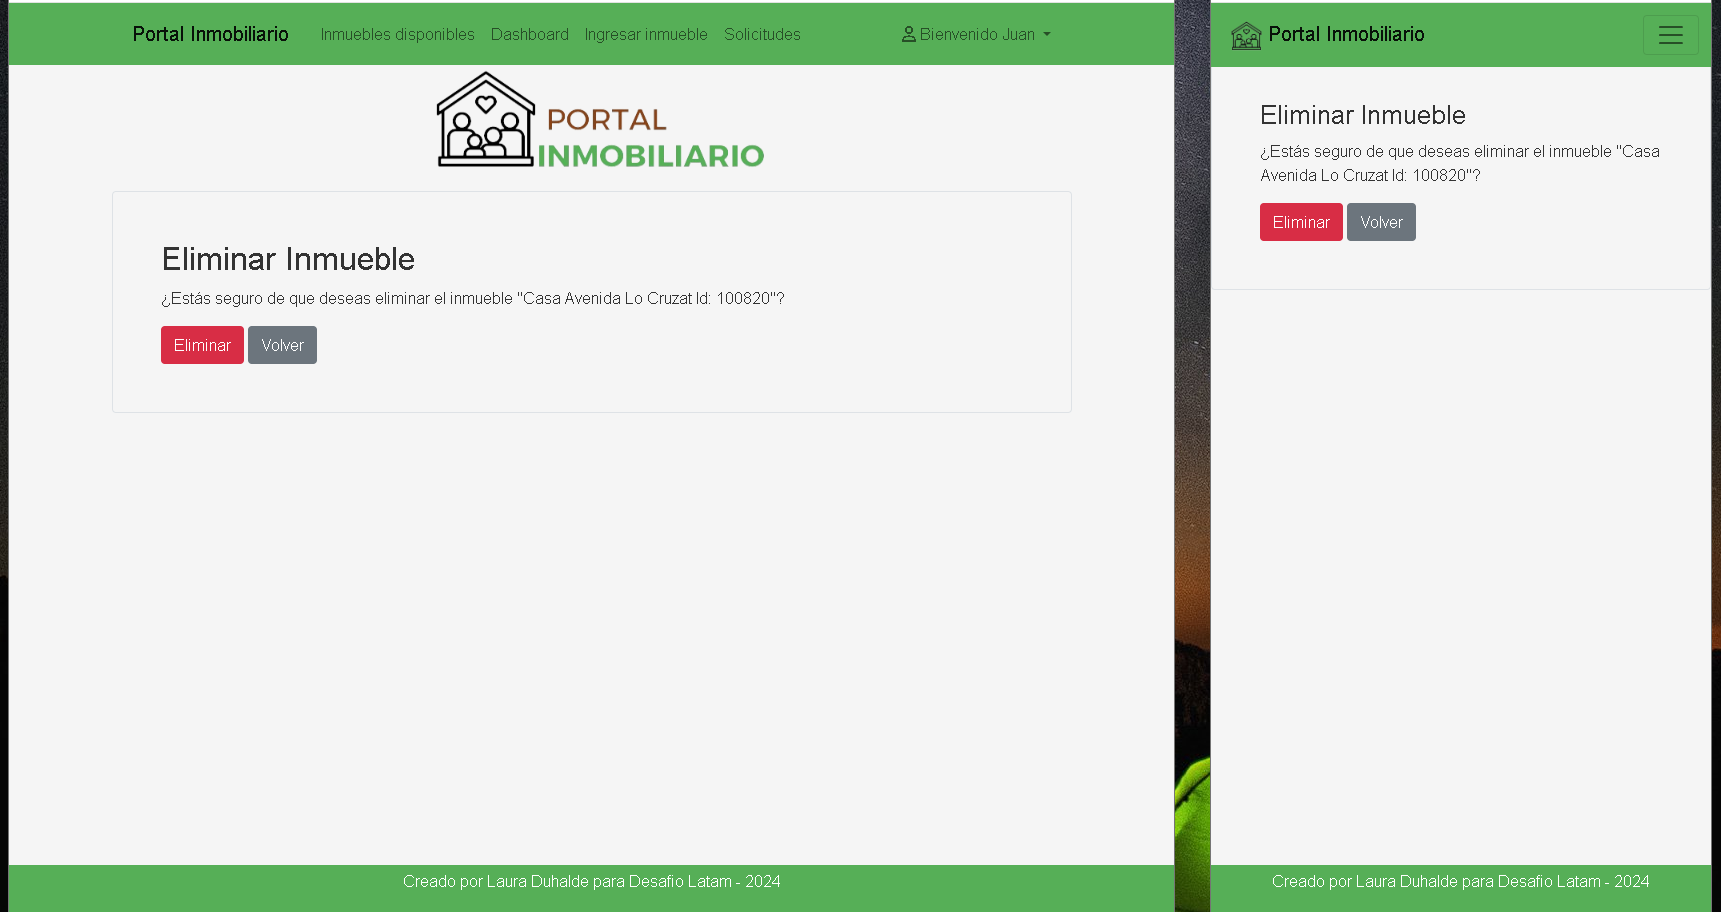 Portal Inmobiliario
Inmuebles disponibles
Dashboard
Ingresar inmueble
Solicitudes
Bienvenido Juan
PORTAL
INMOBILIARIO
Eliminar Inmueble
¿Estás seguro de que deseas eliminar el inmueble "Casa Avenida Lo Cruzat Id: 100820"?
Eliminar
Volver
Creado por Laura Duhalde para Desafio Latam - 2024
Portal Inmobiliario
Eliminar Inmueble
¿Estás seguro de que deseas eliminar el inmueble "Casa
Avenida Lo Cruzat Id: 100820"?
Eliminar
Volver
Creado por Laura Duhalde para Desafio Latam - 2024